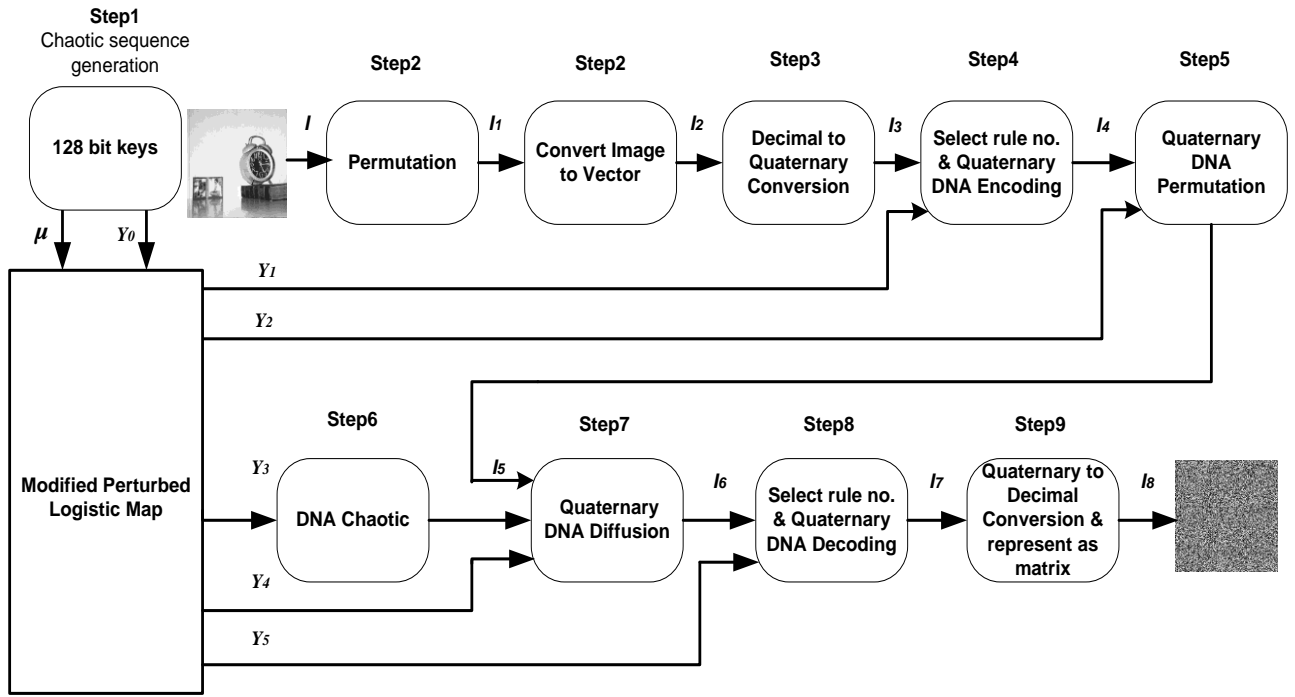 Step1
Chaotic sequence
generation
128 bit keys
μ
Y0
Modified Perturbed
Logistic Map
I
Step2
Permutation
I1
Step2
Convert Image
to Vector
I2
Step3
Decimal to
Quaternary
Conversion
I3
Step4
Select rule no.
& Quaternary
DNA Encoding
I4
Step5
Quaternary
DNA
Permutation
Y1
Y2
Y3
Step6
DNA Chaotic
Y4
Y5
I5
Step7
Quaternary
DNA Diffusion
I6
Step8
Select rule no.
& Quaternary
DNA Decoding
I7
Step9
Quaternary to
Decimal
Conversion &
represent as
matrix
I8